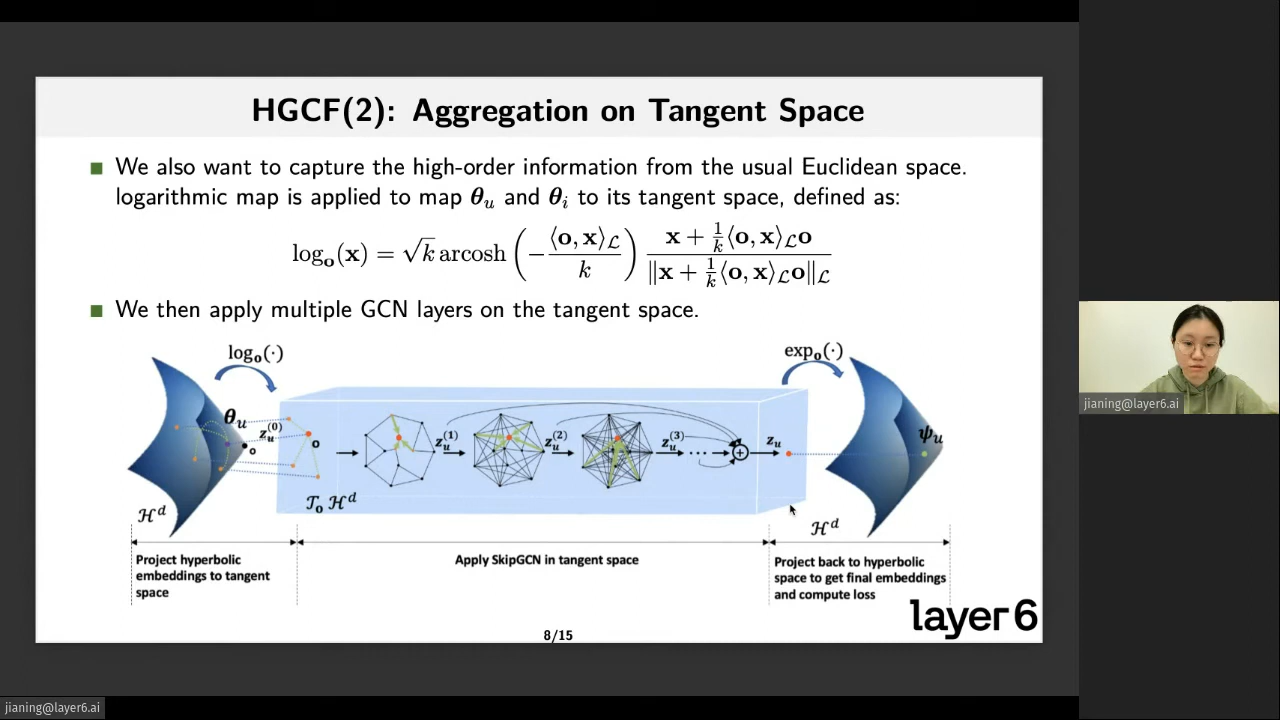 HGCF(2): Aggregation on Tangent Space
We also want to capture the high-order information from the usual Euclidean space.
logarithmic map is applied to map θ_u and θ_i to its tangent space, defined as:
log_o(x) = √k arcosh (−⟨o, x⟩_ℒ / k) (x + 1/k ⟨o, x⟩_ℒ o) / ‖x + 1/k ⟨o, x⟩_ℒ o‖_ℒ
We then apply multiple GCN layers on the tangent space.
log_o(·)
exp_o(·)
θ_u
z_u^(0)
o
o
z_u^(1)
z_u^(2)
z_u^(3)
···
z_u
ψ_u
ℋ^d
𝒯_o ℋ^d
ℋ^d
Project hyperbolic
embeddings to tangent
space
Apply SkipGCN in tangent space
Project back to hyperbolic
space to get final embeddings
and compute loss
layer6
8/15
jianing@layer6.ai
jianing@layer6.ai